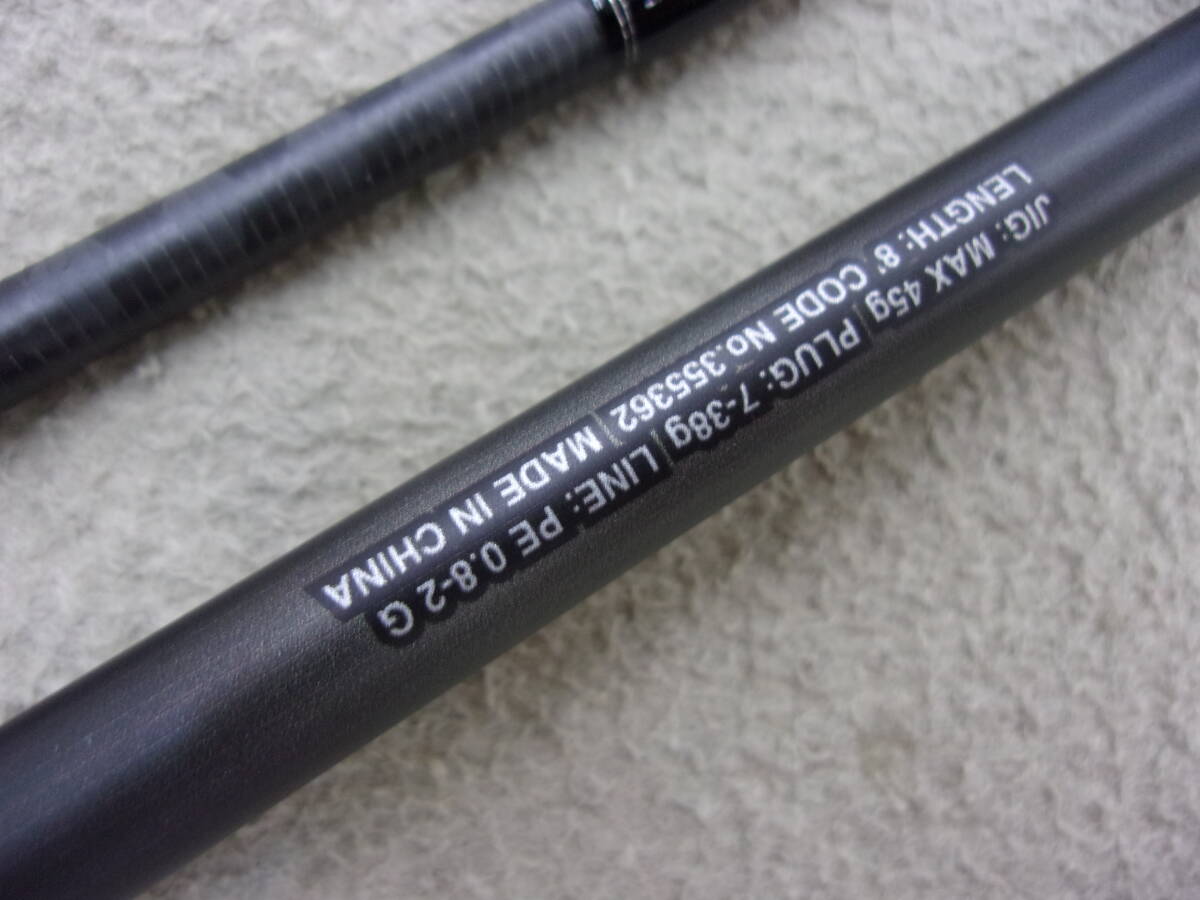 JIG: MAX 45g PLUG: 7-38g LINE: PE 0.8-2 G
LENGTH: 8' CODE No.355362 MADE IN CHINA